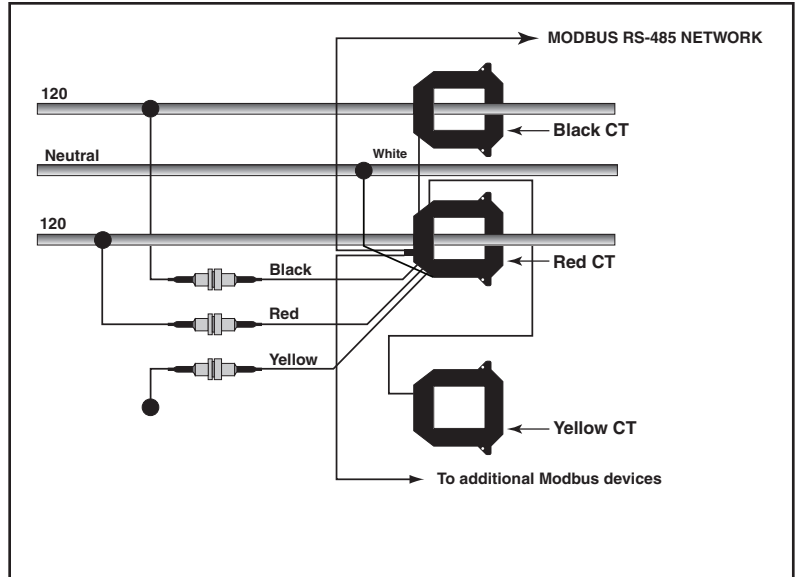 MODBUS RS-485 NETWORK
120
Black CT
Neutral
White
120
Red CT
Black
Red
Yellow
Yellow CT
To additional Modbus devices